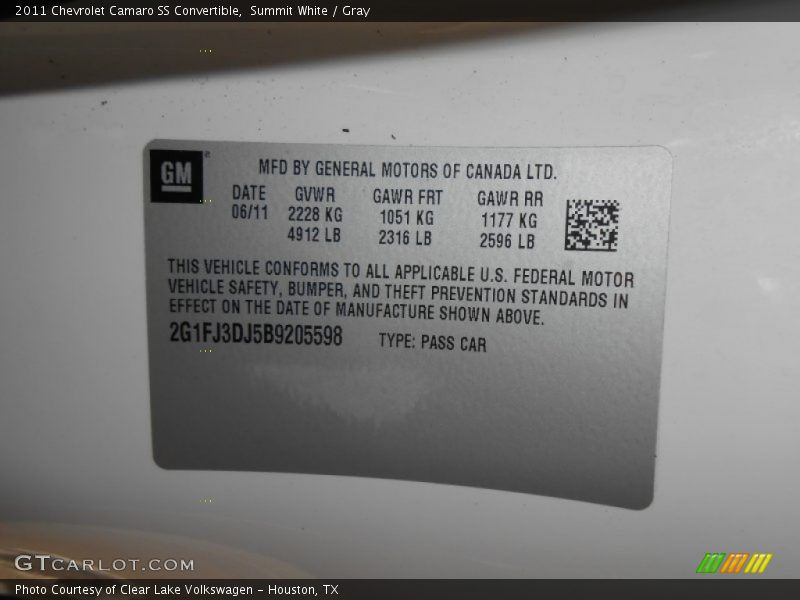 2011 Chevrolet Camaro SS Convertible, Summit White / Gray
GM
MFD BY GENERAL MOTORS OF CANADA LTD.
DATE GVWR GAWR FRT GAWR RR
06/11 2228 KG 1051 KG 1177 KG
4912 LB 2316 LB 2596 LB
THIS VEHICLE CONFORMS TO ALL APPLICABLE U.S. FEDERAL MOTOR
VEHICLE SAFETY, BUMPER, AND THEFT PREVENTION STANDARDS IN
EFFECT ON THE DATE OF MANUFACTURE SHOWN ABOVE.
2G1FJ3DJ5B9205598 TYPE: PASS CAR
GTCARLOT.COM
Photo Courtesy of Clear Lake Volkswagen - Houston, TX